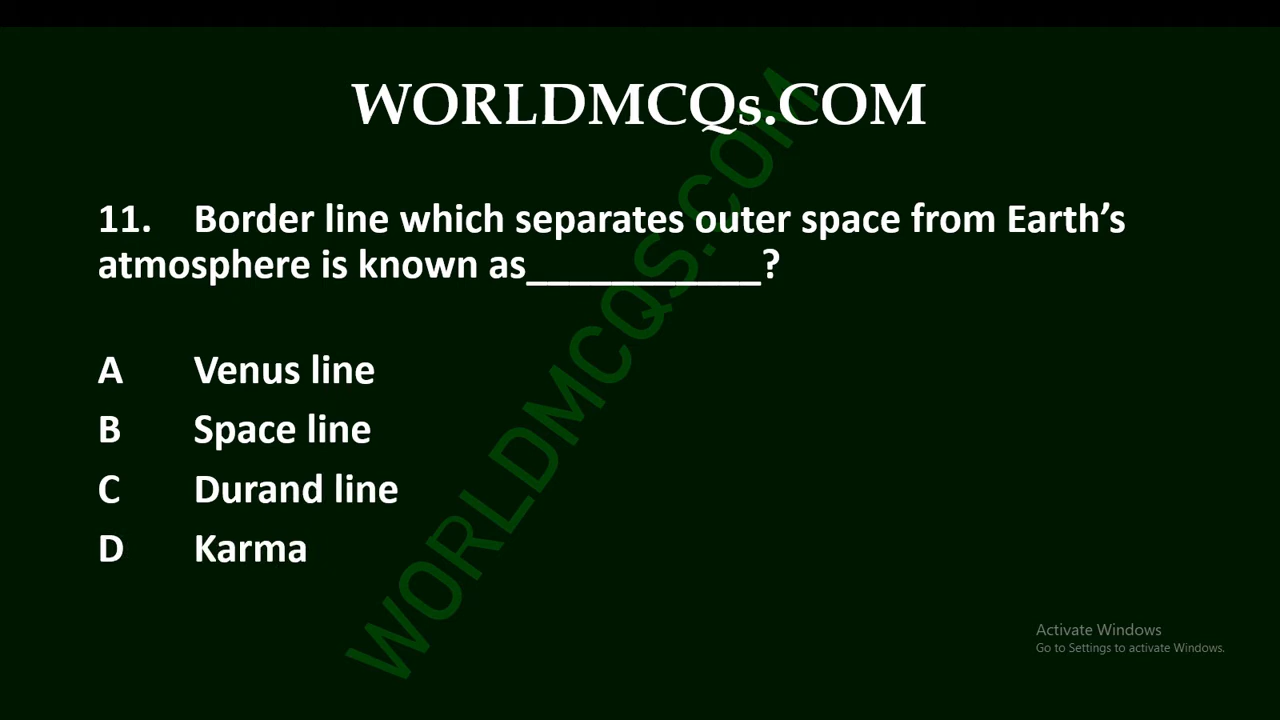 WORLDMCQs.COM
11. Border line which separates outer space from Earth’s
atmosphere is known as___________?
A Venus line
B Space line
C Durand line
D Karma
WORLDMCQS.COM
Activate Windows
Go to Settings to activate Windows.